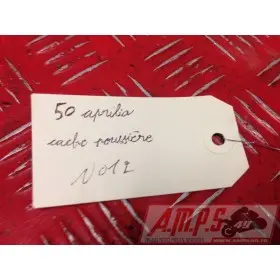 50 aprilia
cache poussière
N012
A.M.P.S